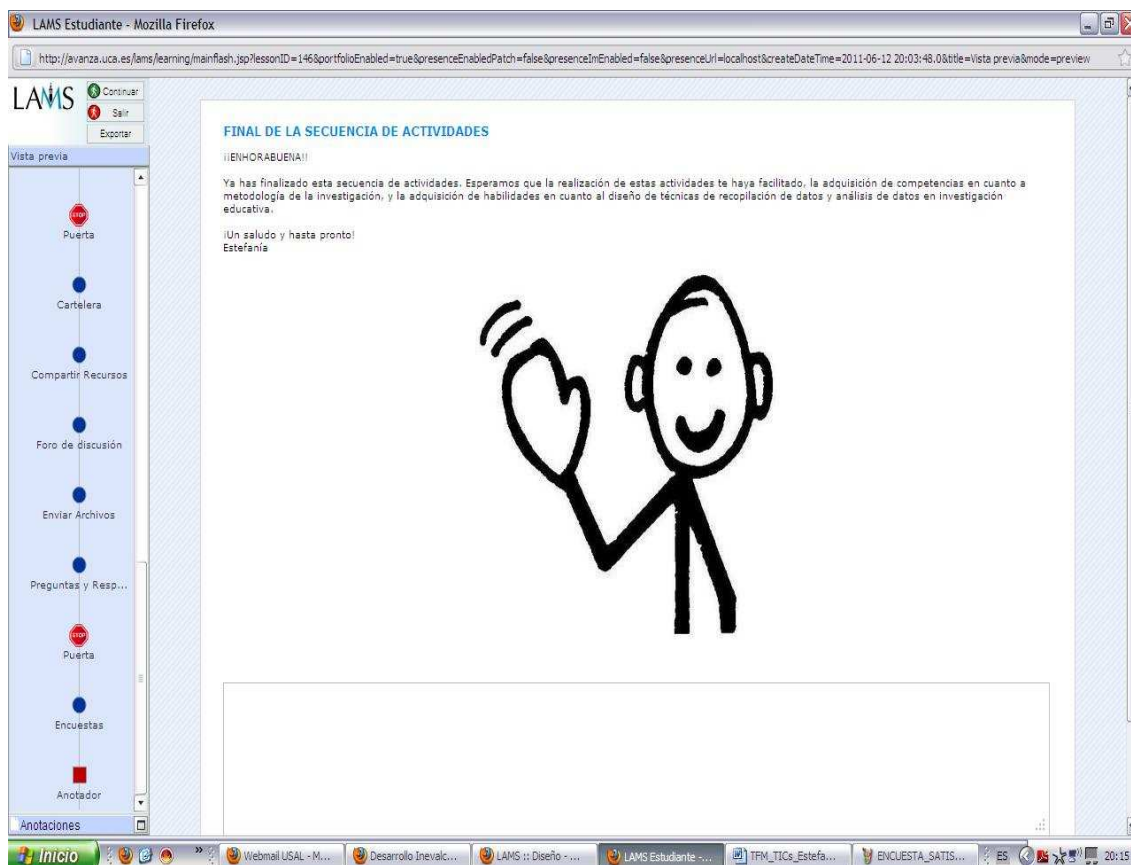 LAMS Estudiante - Mozilla Firefox
http://avanza.uca.es/lams/learning/mainflash.jsp?lessonID=146&portfolioEnabled=true&presenceEnabledPatch=false&presenceImEnabled=false&presenceUrl=localhost&createDateTime=2011-06-12 20:03:48.0&title=Vista previa&mode=preview
LAMS
Continuar
Salir
Exportar
Vista previa
STOP
Puerta
Cartelera
Compartir Recursos
Foro de discusión
Enviar Archivos
Preguntas y Resp...
STOP
Puerta
Encuestas
Anotador
Anotaciones
FINAL DE LA SECUENCIA DE ACTIVIDADES
¡¡ENHORABUENA!!
Ya has finalizado esta secuencia de actividades. Esperamos que la realización de estas actividades te haya facilitado, la adquisición de competencias en cuanto a
metodología de la investigación, y la adquisición de habilidades en cuanto al diseño de técnicas de recopilación de datos y análisis de datos en investigación
educativa.
¡Un saludo y hasta pronto!
Estefanía
Inicio
Webmail USAL - M...
Desarrollo Inevalc...
LAMS :: Diseño - ...
LAMS Estudiante -...
TFM_TICs_Estefa...
ENCUESTA_SATIS...
ES
20:15